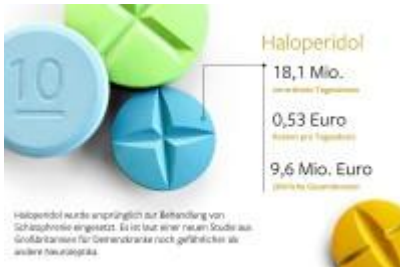 10
Haloperidol
18,1 Mio.
verordnete Tagesdosen
0,53 Euro
Kosten pro Tagesdosis
9,6 Mio. Euro
jährliche Gesamtkosten
Haloperidol wurde ursprünglich zur Behandlung von
Schizophrenie eingesetzt. Es ist laut einer neuen Studie aus
Großbritannien für Demenzkranke noch gefährlicher als
andere Neuroleptika.